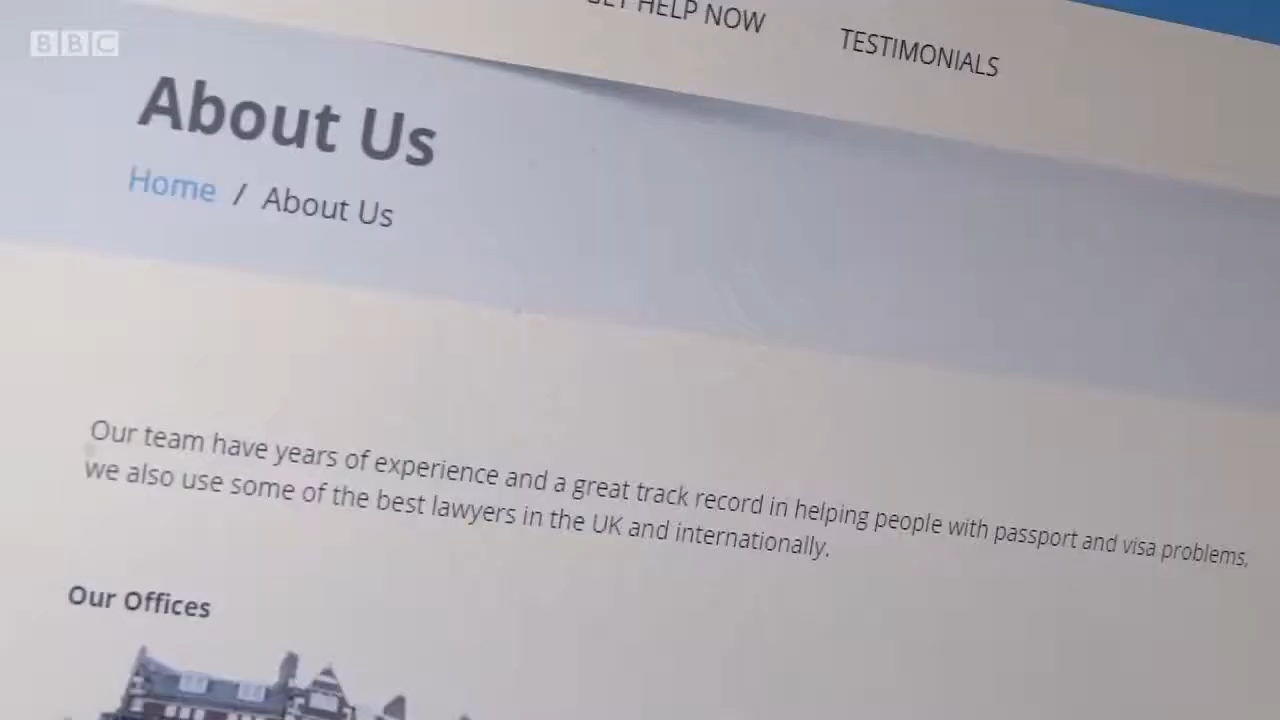 BBC
GET HELP NOW
TESTIMONIALS
About Us
Home / About Us
Our team have years of experience and a great track record in helping people with passport and visa problems,
we also use some of the best lawyers in the UK and internationally.
Our Offices